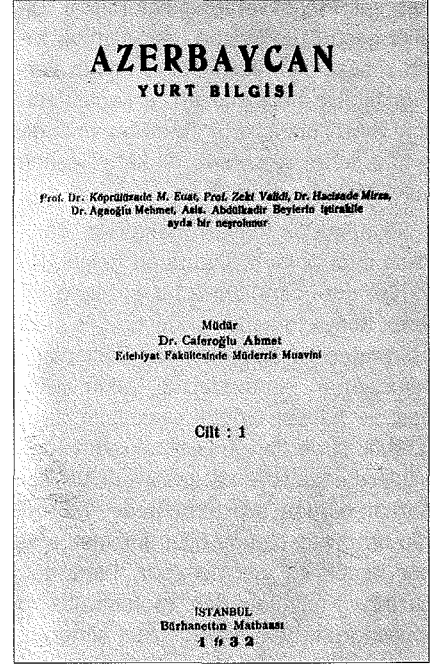 AZERBAYCAN
YURT BİLGİSİ
Prof. Dr. Köprülüzade M. Fuat, Prof. Zeki Validi, Dr. Hacizade Mirza,
Dr. Agaoğlu Mehmet, Asis. Abdülkadir Beylerin iştirakile
ayda bir neşrolunur
Müdür
Dr. Caferoğlu Ahmet
Edebiyat Fakültesinde Müderris Muavini
Cilt : 1
İSTANBUL
Bürhanettin Matbaası
1932